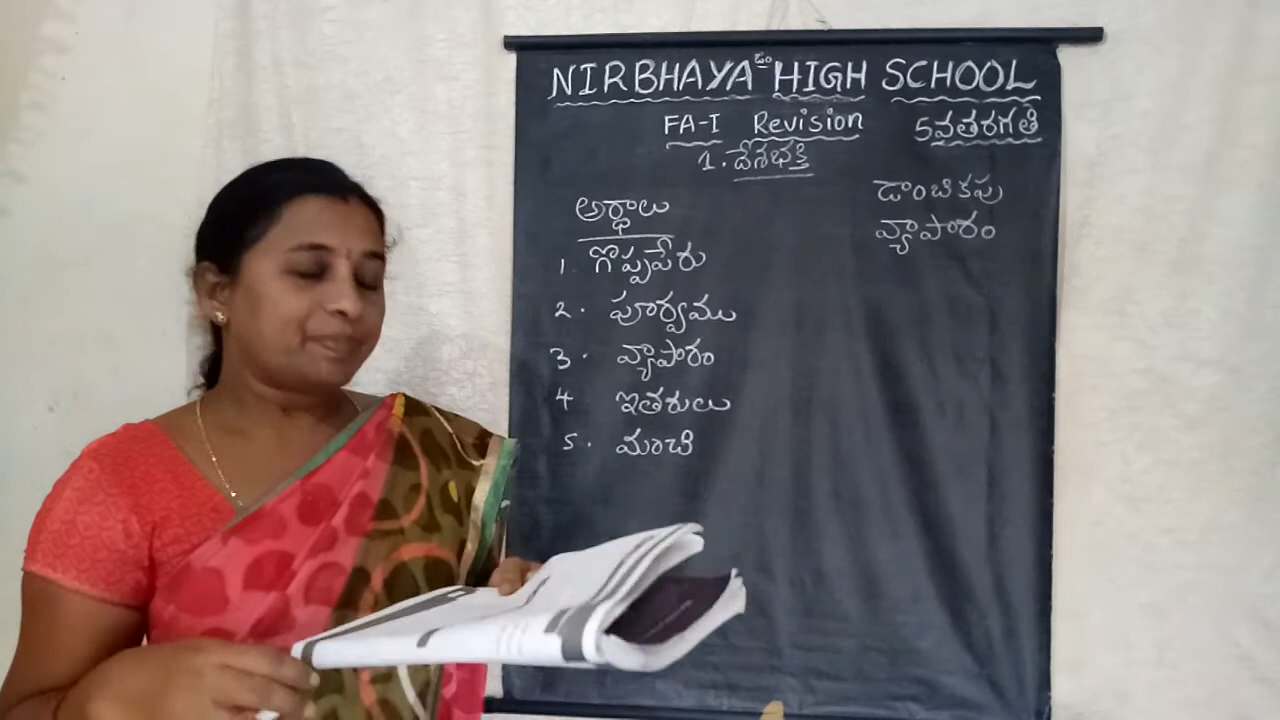 NIRBHAYA HIGH SCHOOL
FA-I Revision 5వతరగతి
1. దేశభక్తి
అర్థాలు
1. గొప్పపేరు
2. పూర్వము
3. వ్యాపారం
4 ఇతరులు
5. మంచి
డాంబికపు
వ్యాపారం